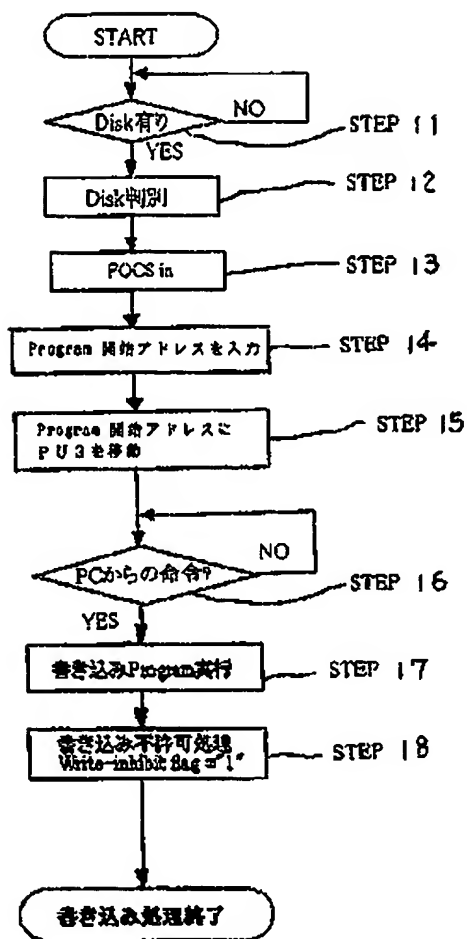 START
NO
Disk有り
STEP 11
YES
STEP 12
Disk判別
STEP 13
POCS in
Program 開始アドレスを入力
STEP 14
Program 開始アドレスに
PU3を移動
STEP 15
NO
PCからの命令?
STEP 16
YES
書き込みProgram実行
STEP 17
書き込み不許可処理
Write-inhibit flag="1"
STEP 18
書き込み処理終了